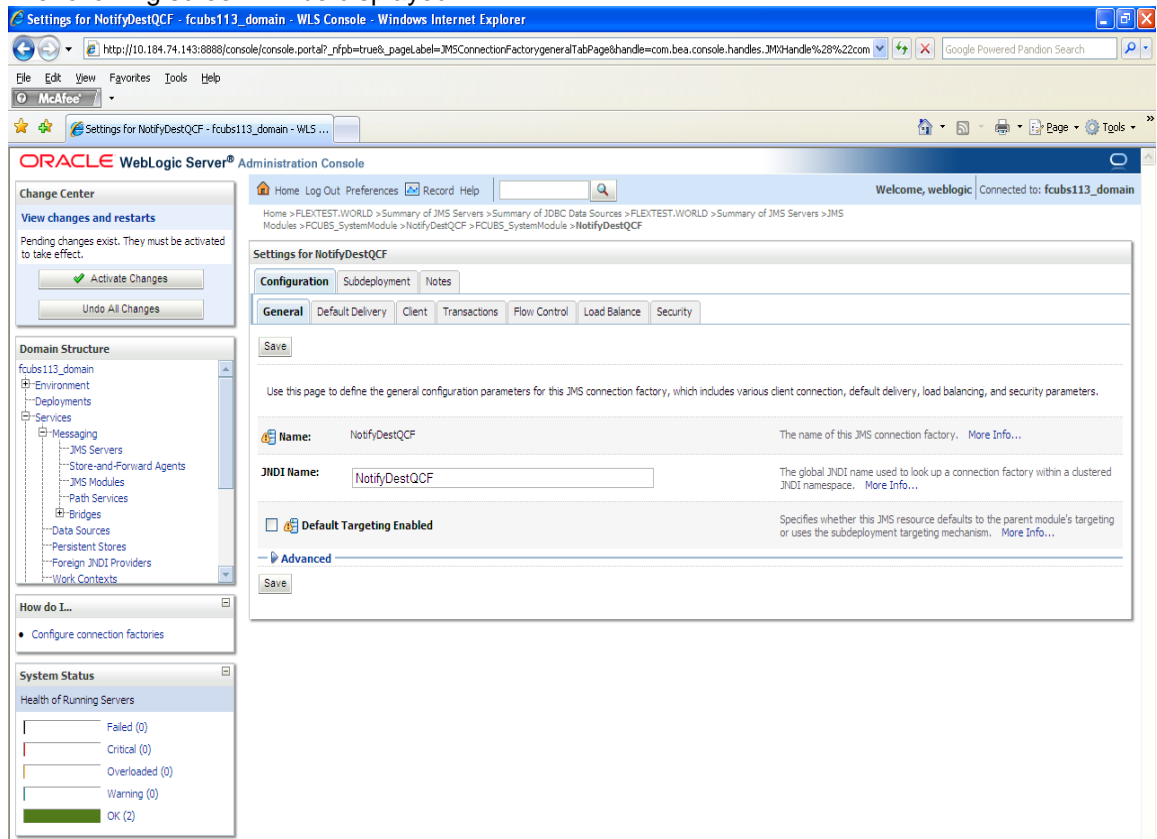 Settings for NotifyDestQCF - fcubs113_domain - WLS Console - Windows Internet Explorer
http://10.184.74.143:8888/console/console.portal?_nfpb=true&_pageLabel=JMSConnectionFactorygeneralTabPage&handle=com.bea.console.handles.JMXHandle%28%22com
Google Powered Pandion Search
File Edit View Favorites Tools Help
McAfee
Settings for NotifyDestQCF - fcubs113_domain - WLS ...
Page Tools
ORACLE WebLogic Server® Administration Console
Change Center
View changes and restarts
Pending changes exist. They must be activated
to take effect.
Activate Changes
Undo All Changes
Domain Structure
fcubs113_domain
Environment
Deployments
Services
Messaging
JMS Servers
Store-and-Forward Agents
JMS Modules
Path Services
Bridges
Data Sources
Persistent Stores
Foreign JNDI Providers
Work Contexts
How do I...
Configure connection factories
System Status
Health of Running Servers
Failed (0)
Critical (0)
Overloaded (0)
Warning (0)
OK (2)
Home Log Out Preferences Record Help
Welcome, weblogic Connected to: fcubs113_domain
Home >FLEXTEST.WORLD >Summary of JMS Servers >Summary of JDBC Data Sources >FLEXTEST.WORLD >Summary of JMS Servers >JMS
Modules >FCUBS_SystemModule >NotifyDestQCF >FCUBS_SystemModule >NotifyDestQCF
Settings for NotifyDestQCF
Configuration Subdeployment Notes
General Default Delivery Client Transactions Flow Control Load Balance Security
Save
Use this page to define the general configuration parameters for this JMS connection factory, which includes various client connection, default delivery, load balancing, and security parameters.
Name: NotifyDestQCF The name of this JMS connection factory. More Info...
JNDI Name: NotifyDestQCF The global JNDI name used to look up a connection factory within a clustered
JNDI namespace. More Info...
Default Targeting Enabled Specifies whether this JMS resource defaults to the parent module's targeting
or uses the subdeployment targeting mechanism. More Info...
Advanced
Save